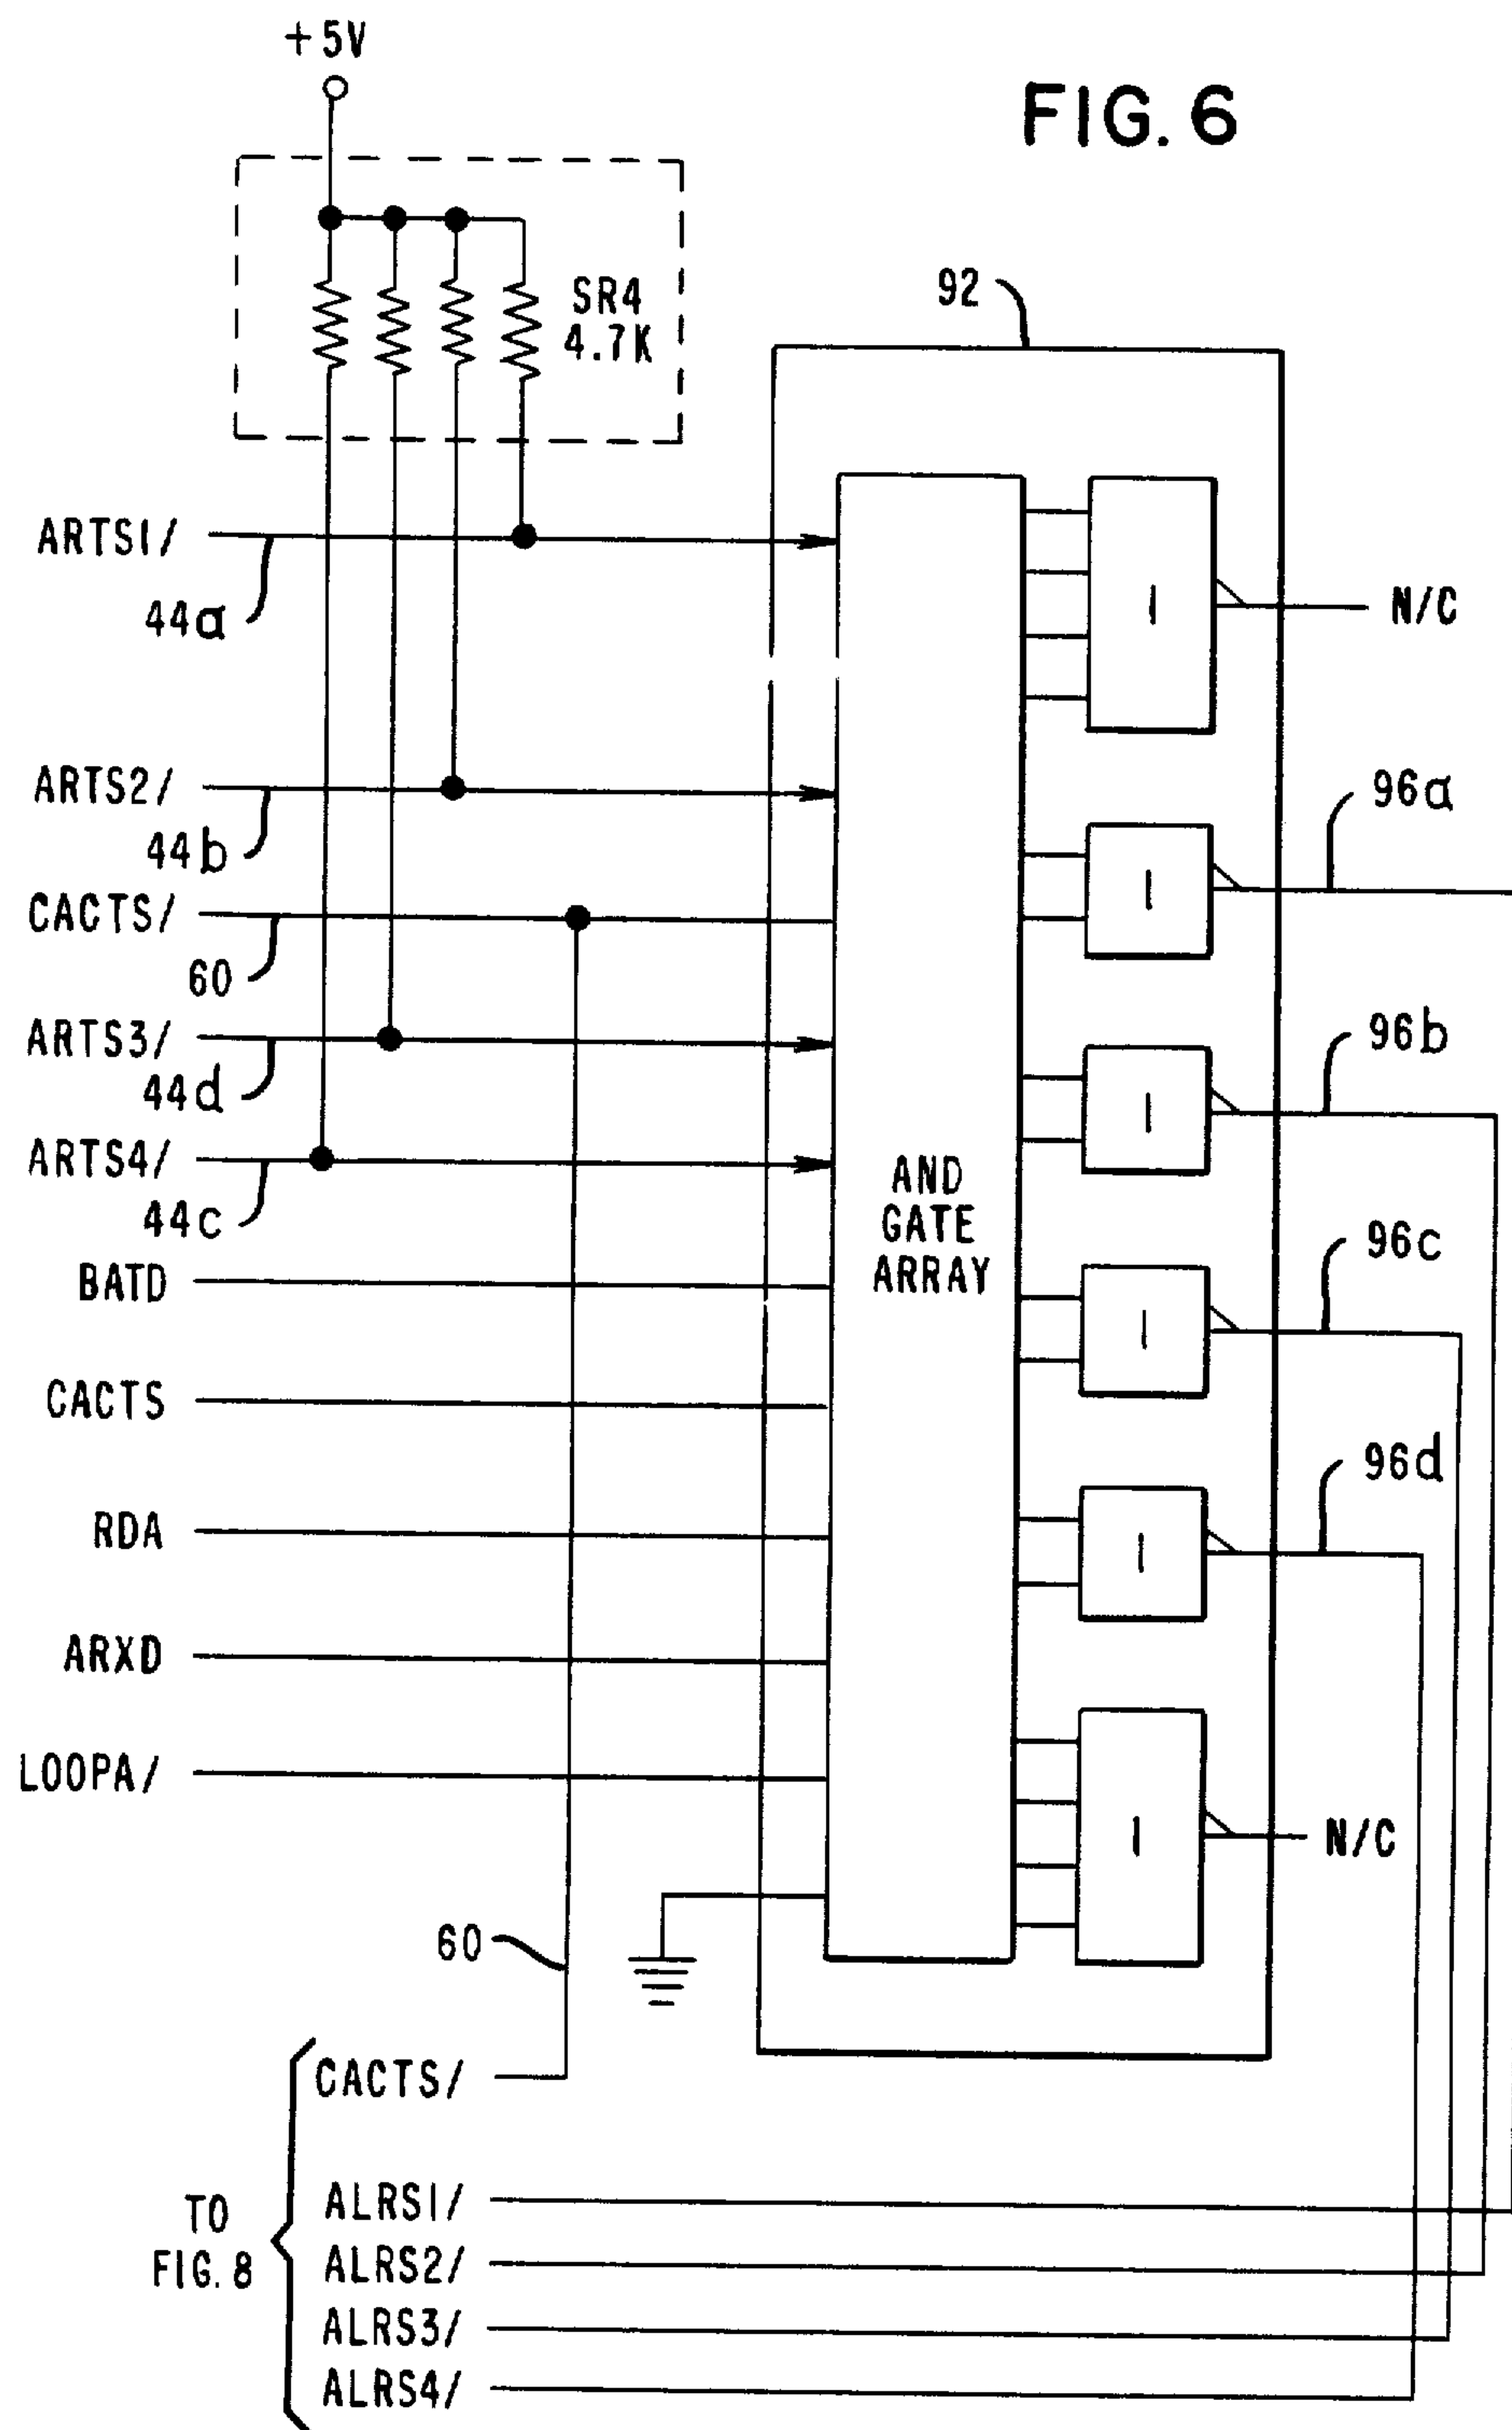 +5V
FIG. 6
SR4
4.7K
92
ARTS1/
44a
N/C
ARTS2/
44b
96a
CACTS/
60
ARTS3/
44d
96b
ARTS4/
44c
AND
GATE
ARRAY
BATD
96c
CACTS
96d
RDA
ARXD
LOOPA/
N/C
60
CACTS/
TO
FIG. 8
ALRS1/
ALRS2/
ALRS3/
ALRS4/
I
I
I
I
I
I